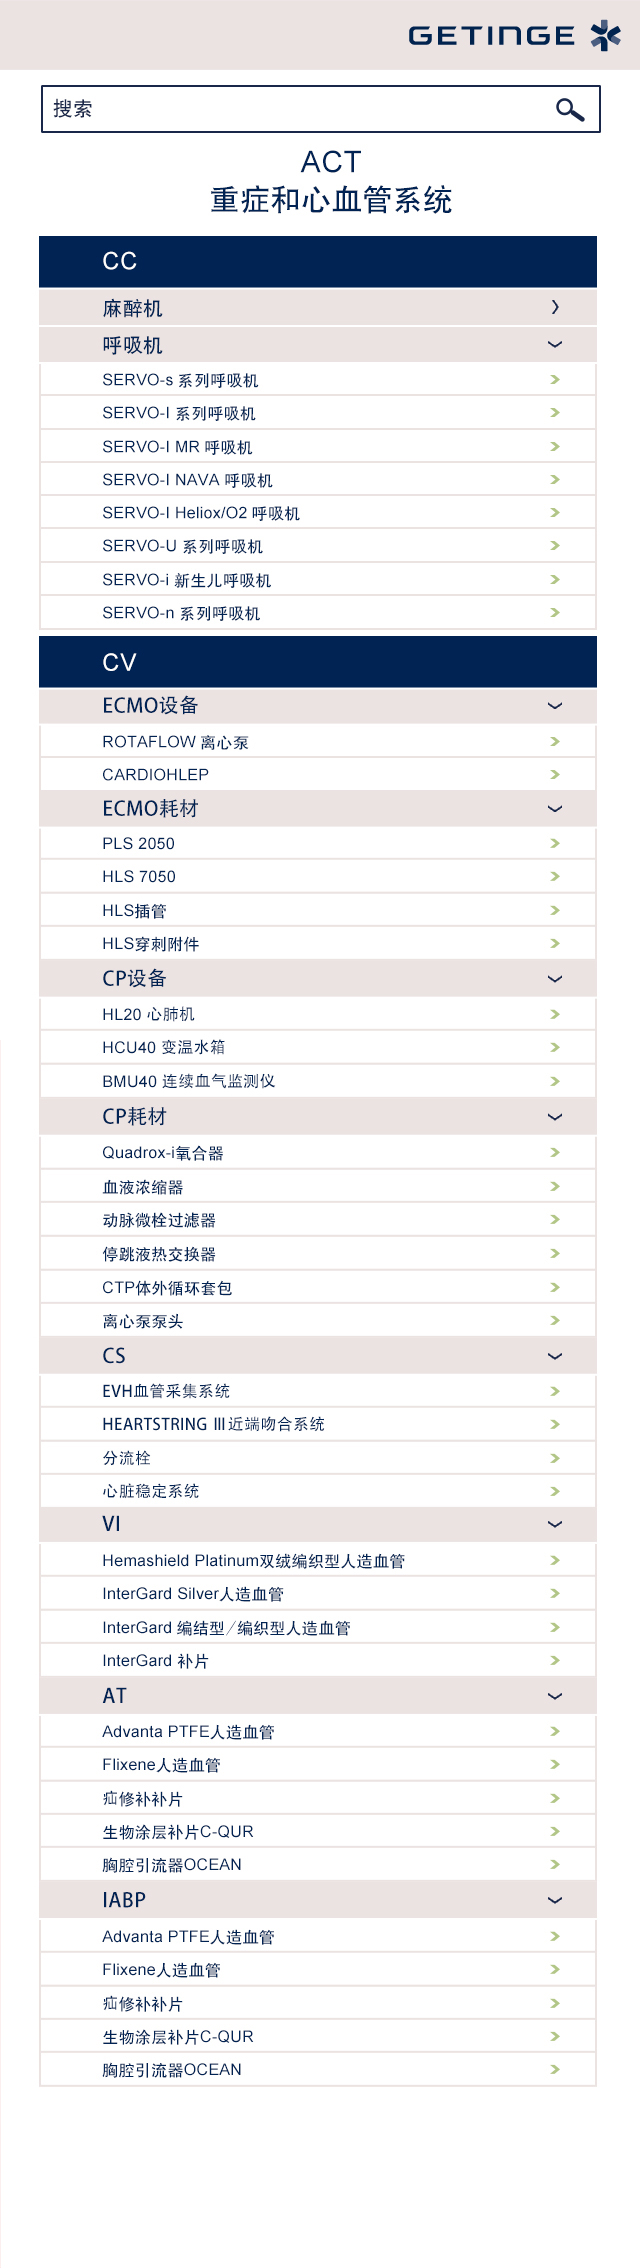 GETINGE
搜索
ACT
重症和心血管系统
CC
麻醉机
呼吸机
SERVO-s 系列呼吸机
SERVO-I 系列呼吸机
SERVO-I MR 呼吸机
SERVO-I NAVA 呼吸机
SERVO-I Heliox/O2 呼吸机
SERVO-U 系列呼吸机
SERVO-i 新生儿呼吸机
SERVO-n 系列呼吸机
CV
ECMO设备
ROTAFLOW 离心泵
CARDIOHLEP
ECMO耗材
PLS 2050
HLS 7050
HLS插管
HLS穿刺附件
CP设备
HL20 心肺机
HCU40 变温水箱
BMU40 连续血气监测仪
CP耗材
Quadrox-i氧合器
血液浓缩器
动脉微栓过滤器
停跳液热交换器
CTP体外循环套包
离心泵泵头
CS
EVH血管采集系统
HEARTSTRING Ⅲ近端吻合系统
分流栓
心脏稳定系统
VI
Hemashield Platinum双绒编织型人造血管
InterGard Silver人造血管
InterGard 编结型/编织型人造血管
InterGard 补片
AT
Advanta PTFE人造血管
Flixene人造血管
疝修补补片
生物涂层补片C-QUR
胸腔引流器OCEAN
IABP
Advanta PTFE人造血管
Flixene人造血管
疝修补补片
生物涂层补片C-QUR
胸腔引流器OCEAN